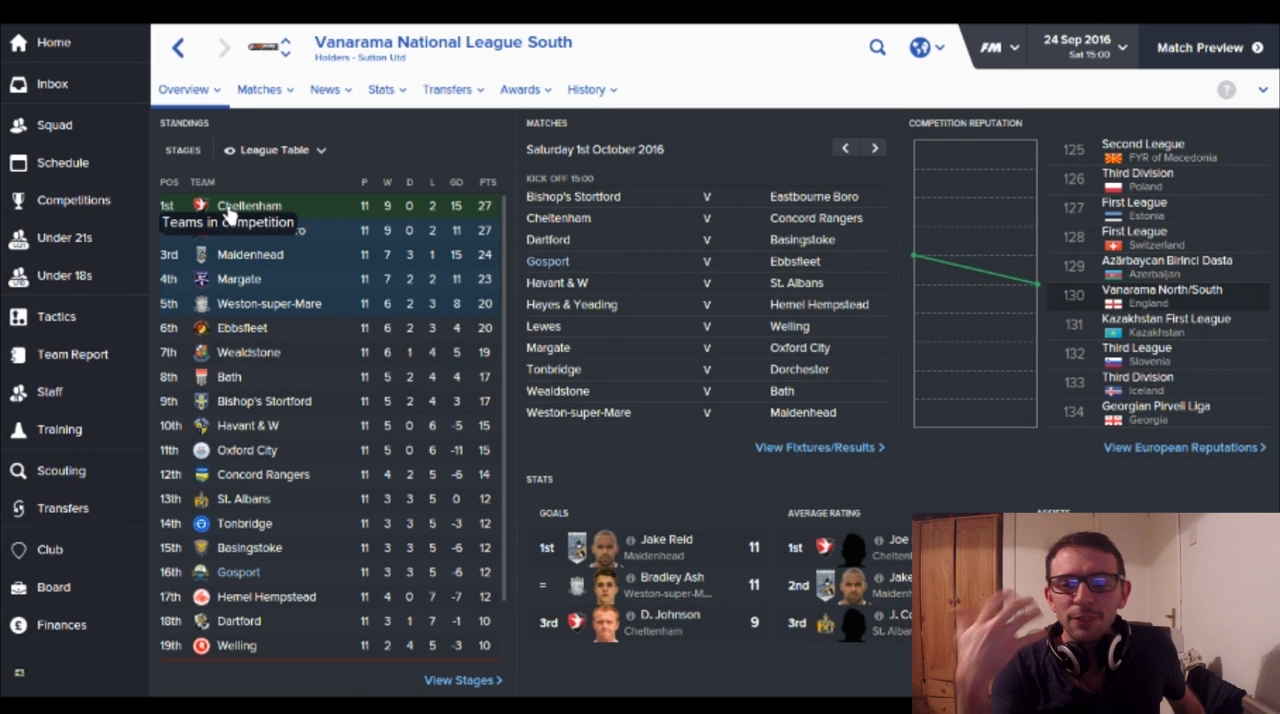 Home
Inbox
Squad
Schedule
Competitions
Under 21s
Under 18s
Tactics
Team Report
Staff
Training
Scouting
Transfers
Club
Board
Finances
Vanarama National League South
Holders - Sutton Utd
FM
24 Sep 2016
Sat 15:00
Match Preview
Overview Matches News Stats Transfers Awards History
?
STANDINGS
STAGES League Table
POS TEAM P W D L GD PTS
1st Cheltenham 11 9 0 2 15 27
Teams in competition
ro 11 9 0 2 11 27
3rd Maidenhead 11 7 3 1 15 24
4th Margate 11 7 2 2 11 23
5th Weston-super-Mare 11 6 2 3 8 20
6th Ebbsfleet 11 6 2 3 4 20
7th Wealdstone 11 6 1 4 5 19
8th Bath 11 5 2 4 4 17
9th Bishop's Stortford 11 5 2 4 3 17
10th Havant & W 11 5 0 6 -5 15
11th Oxford City 11 5 0 6 -11 15
12th Concord Rangers 11 4 2 5 -6 14
13th St. Albans 11 3 3 5 0 12
14th Tonbridge 11 3 3 5 -3 12
15th Basingstoke 11 3 3 5 -6 12
16th Gosport 11 3 3 5 -6 12
17th Hemel Hempstead 11 4 0 7 -7 12
18th Dartford 11 3 1 7 -1 10
19th Welling 11 2 4 5 -3 10
View Stages >
MATCHES
Saturday 1st October 2016
KICK OFF 15:00
Bishop's Stortford V Eastbourne Boro
Cheltenham V Concord Rangers
Dartford V Basingstoke
Gosport V Ebbsfleet
Havant & W V St. Albans
Hayes & Yeading V Hemel Hempstead
Lewes V Welling
Margate V Oxford City
Tonbridge V Dorchester
Wealdstone V Bath
Weston-super-Mare V Maidenhead
View Fixtures/Results >
COMPETITION REPUTATION
125 Second League
FYR of Macedonia
126 Third Division
Poland
127 First League
Estonia
128 First League
Switzerland
129 Azärbaycan Birinci Dasta
Azerbaijan
130 Vanarama North/South
England
131 Kazakhstan First League
Kazakhstan
132 Third League
Slovenia
133 Third Division
Iceland
134 Georgian Pirveli Liga
Georgia
View European Reputations >
STATS
GOALS
1st Jake Reid 11
Maidenhead
= Bradley Ash 11
Weston-super-M...
3rd D. Johnson 9
Cheltenham
AVERAGE RATING
1st Joe
Chelten
2nd Jake
Maiden
3rd J. Co
St. Alba